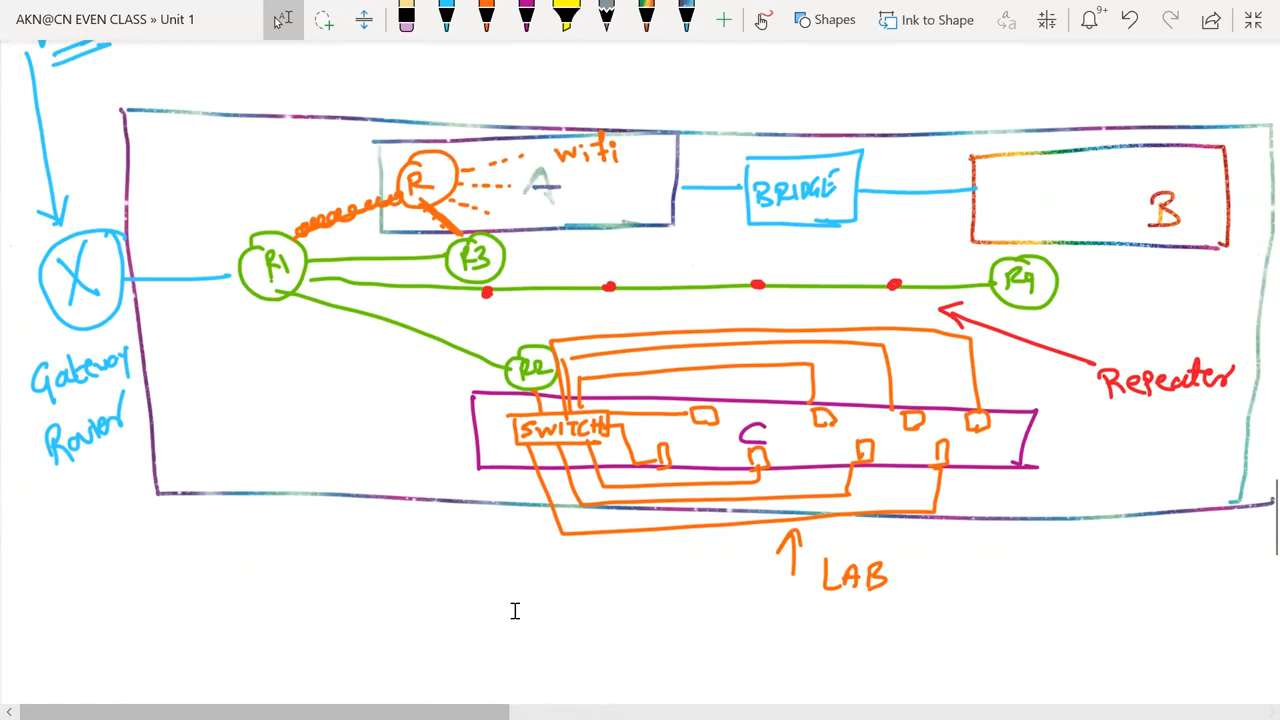 AKN@CN EVEN CLASS » Unit 1
Shapes
Ink to Shape
9+
R
wifi
A
BRIDGE
B
R1
R3
X
R4
Gateway
Router
R2
Repeater
SWITCH
C
LAB